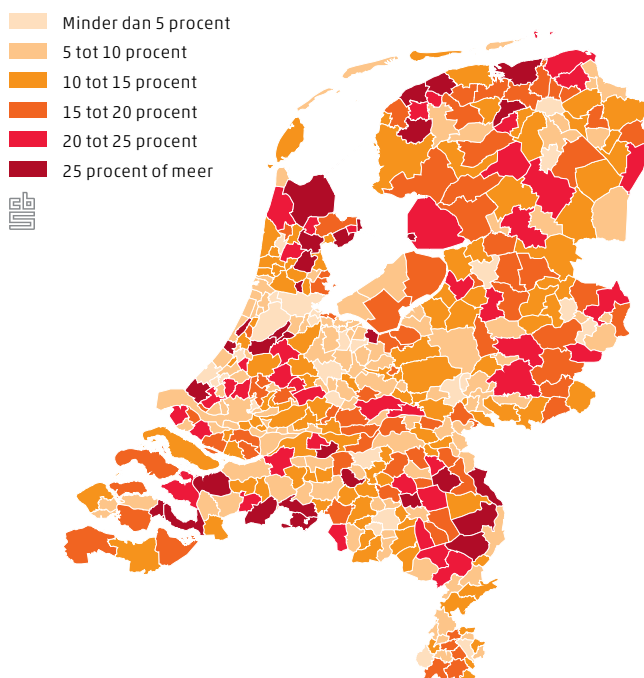 Minder dan 5 procent
5 tot 10 procent
10 tot 15 procent
15 tot 20 procent
20 tot 25 procent
25 procent of meer